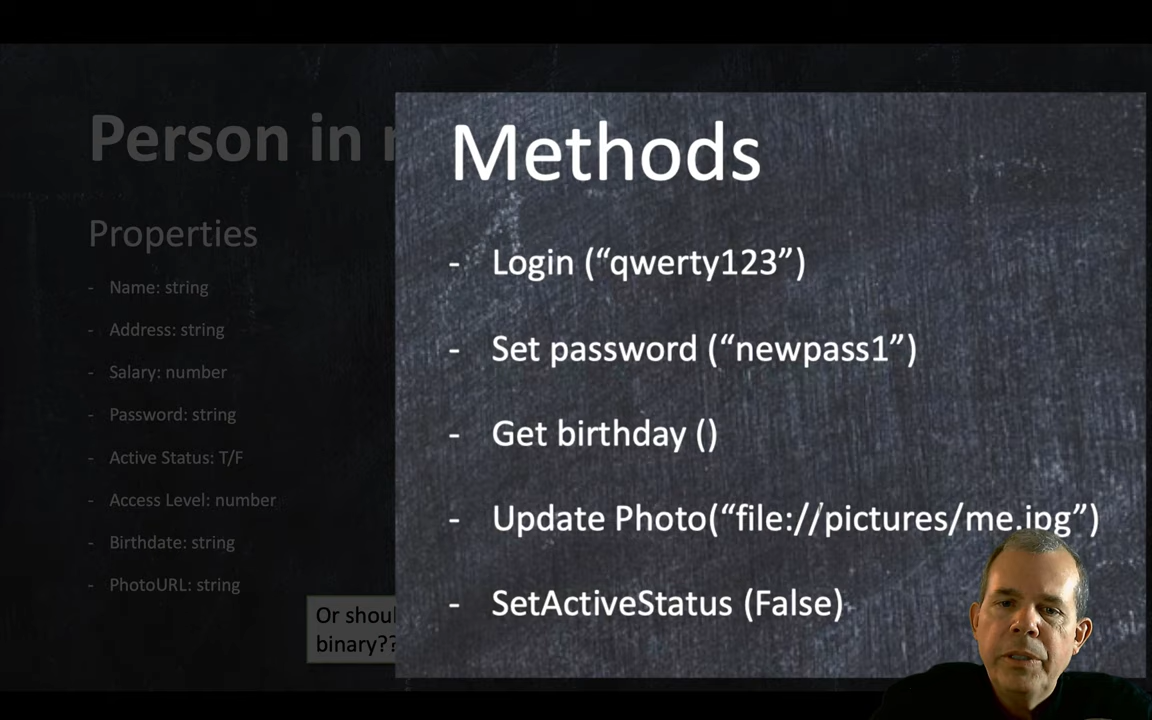 Person in
Properties
- Name: string
- Address: string
- Salary: number
- Password: string
- Active Status: T/F
- Access Level: number
- Birthdate: string
- PhotoURL: string
Or
binary??
Methods
- Login (“qwerty123”)
- Set password (“newpass1”)
- Get birthday ()
- Update Photo(“file://pictures/me.jpg”)
- SetActiveStatus (False)